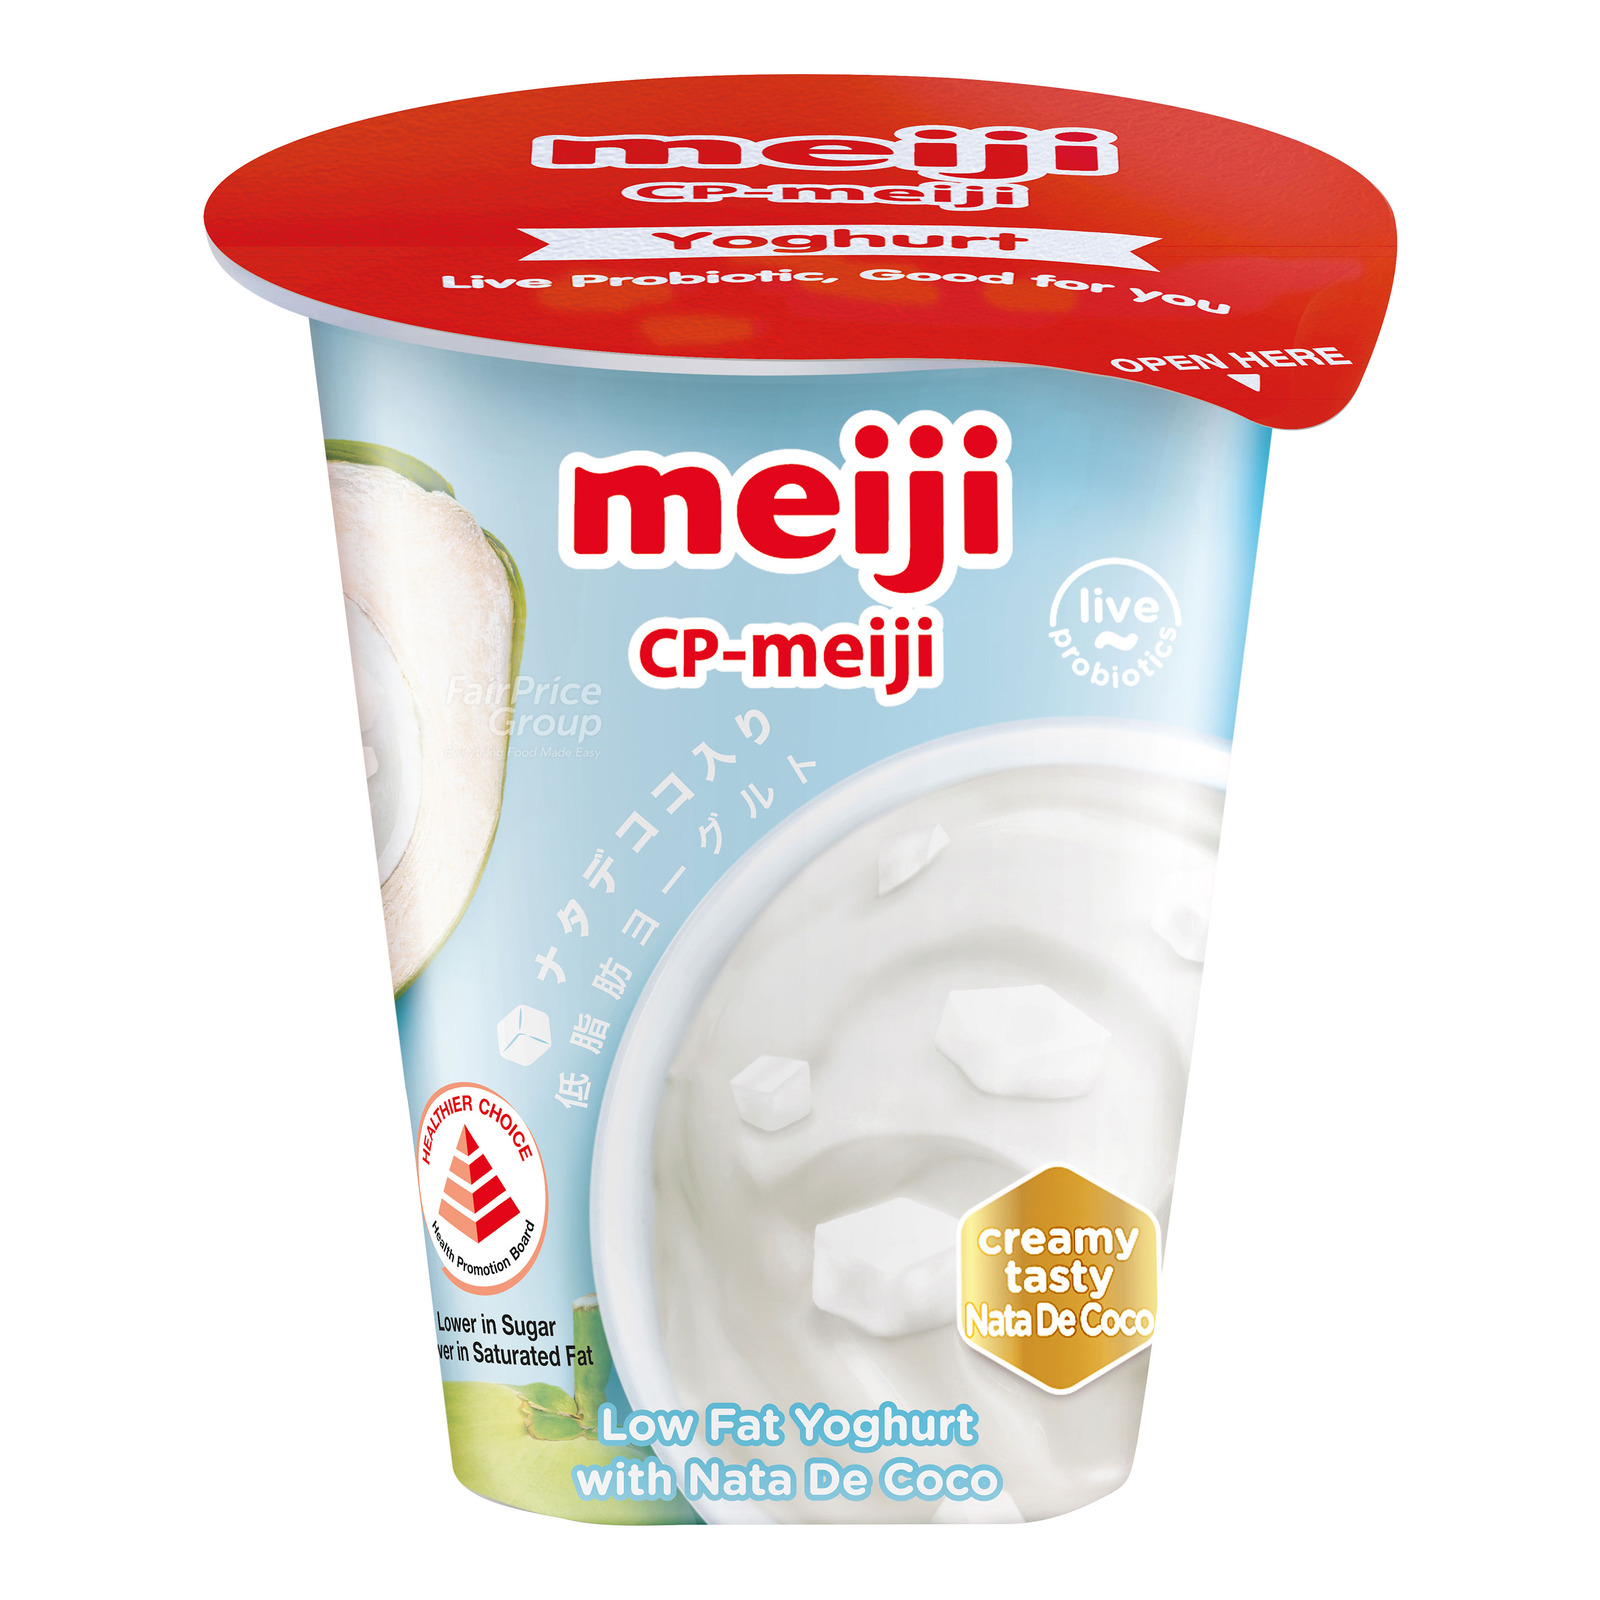 meiji
CP-meiji
Yoghurt
Live Probiotic, Good for you
OPEN HERE
meiji
CP-meiji
live
probiotics
FairPrice
Group
Food Made Easy
ナタデココ入り
低脂肪ヨーグルト
HEALTHIER CHOICE
Health Promotion Board
Lower in Sugar
ver in Saturated Fat
creamy
tasty
Nata De Coco
Low Fat Yoghurt
with Nata De Coco